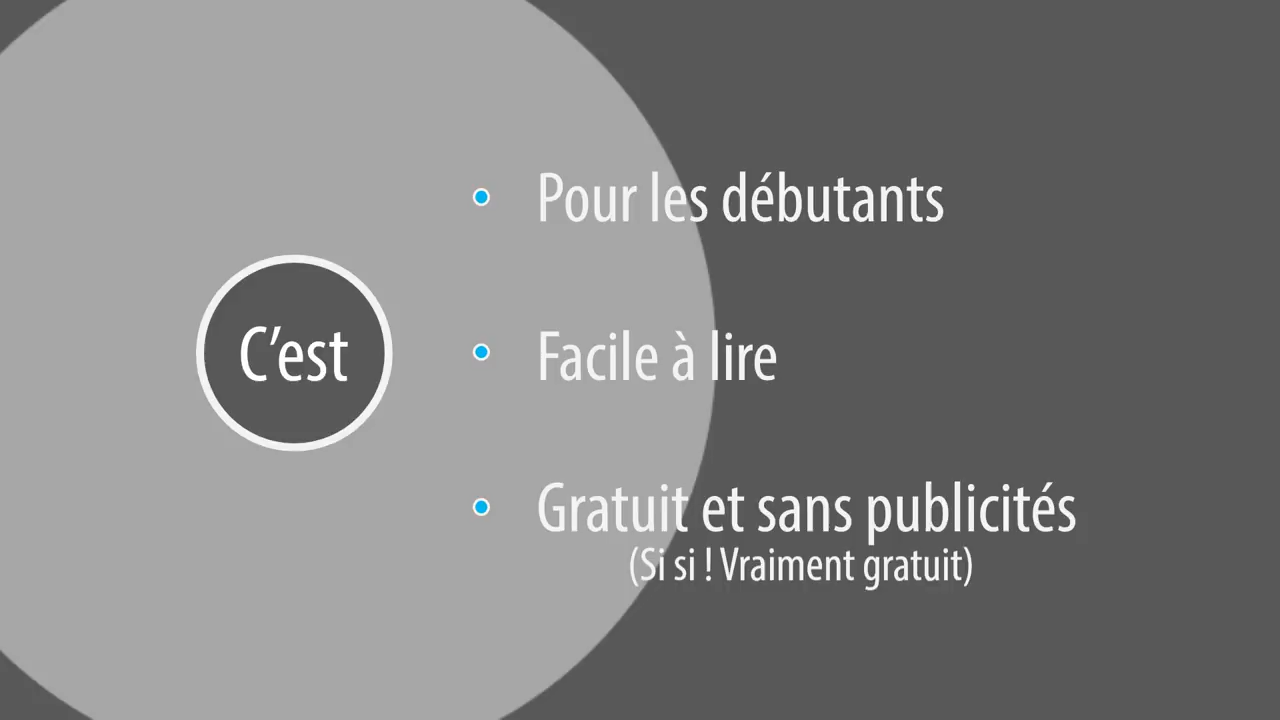 C’est
Pour les débutants
Facile à lire
Gratuit et sans publicités
(Si si ! Vraiment gratuit)